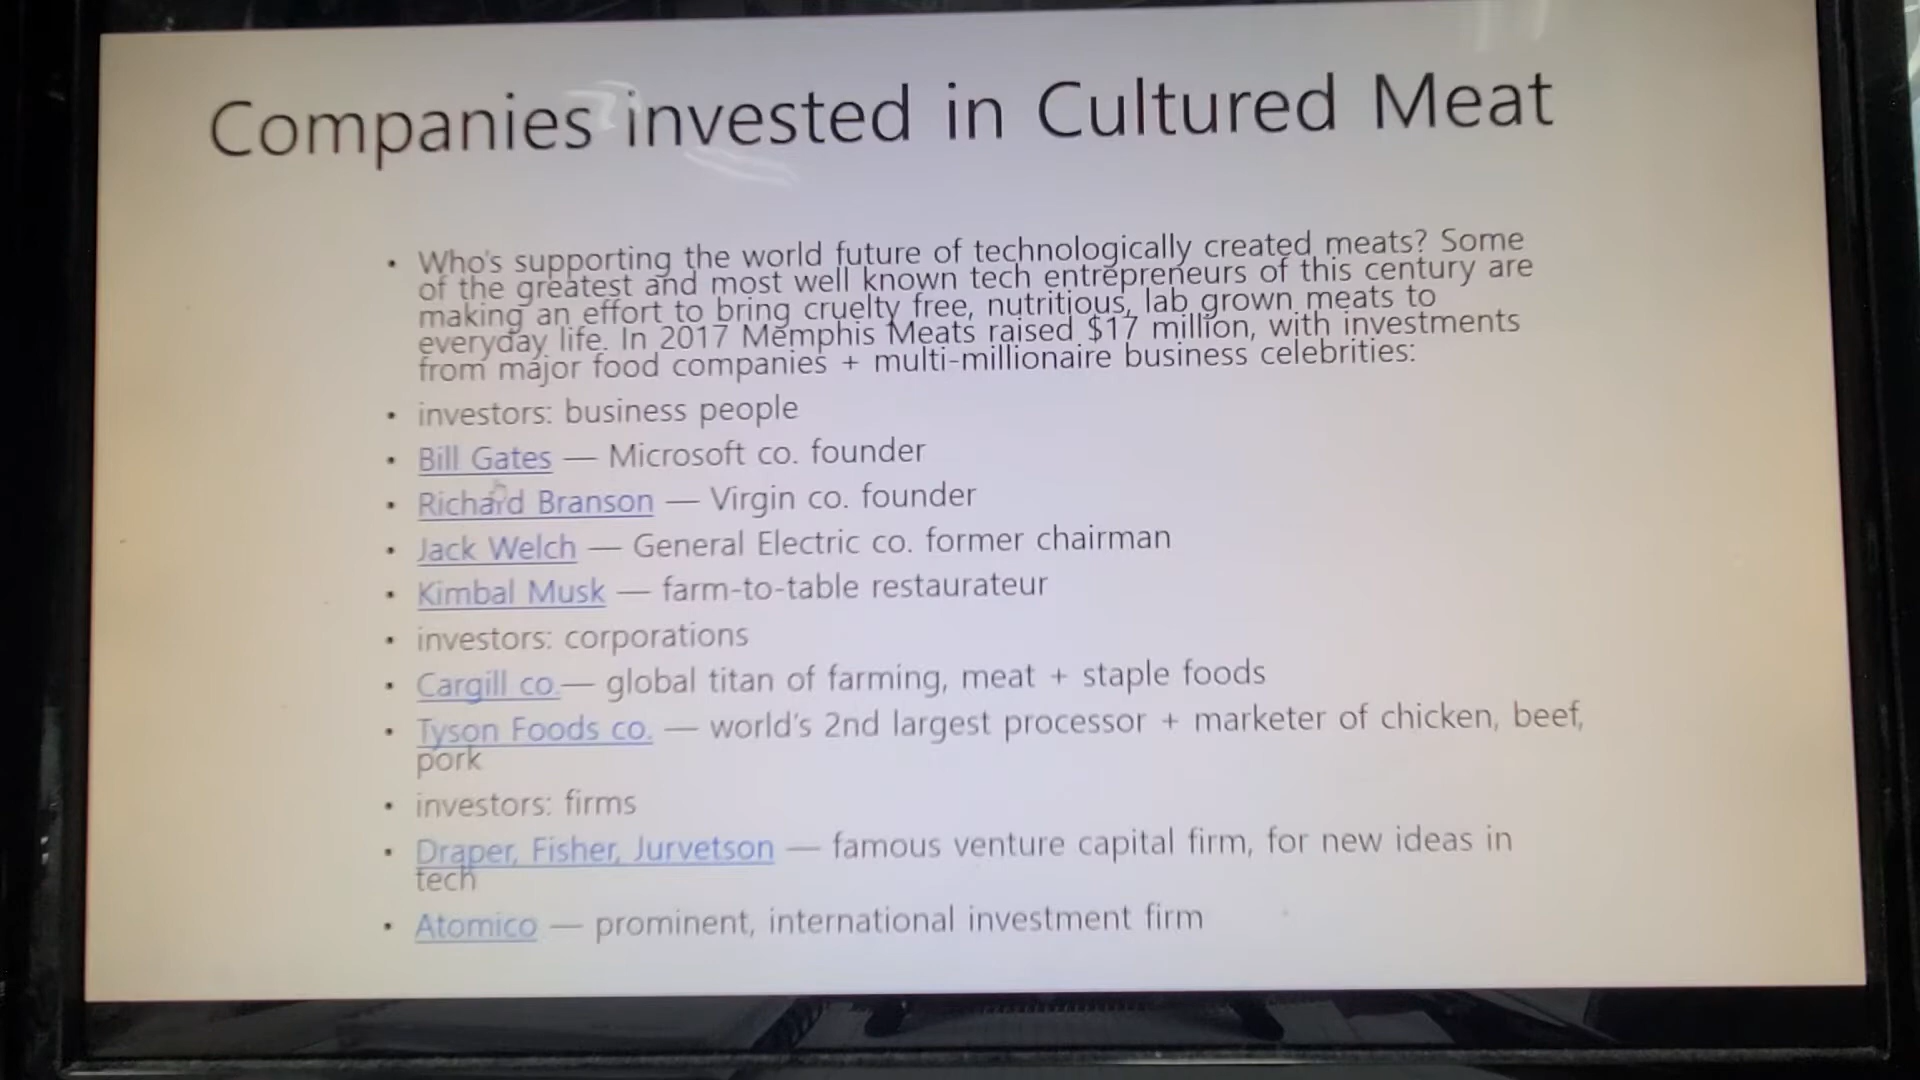 Companies invested in Cultured Meat
• Who's supporting the world future of technologically created meats? Some
of the greatest and most well known tech entrepreneurs of this century are
making an effort to bring cruelty free, nutritious, lab grown meats to
everyday life. In 2017 Memphis Meats raised $17 million, with investments
from major food companies + multi-millionaire business celebrities:
• investors: business people
• Bill Gates — Microsoft co. founder
• Richard Branson — Virgin co. founder
• Jack Welch — General Electric co. former chairman
• Kimbal Musk — farm-to-table restaurateur
• investors: corporations
• Cargill co.— global titan of farming, meat + staple foods
• Tyson Foods co. — world's 2nd largest processor + marketer of chicken, beef,
pork
• investors: firms
• Draper, Fisher, Jurvetson — famous venture capital firm, for new ideas in
tech
• Atomico — prominent, international investment firm